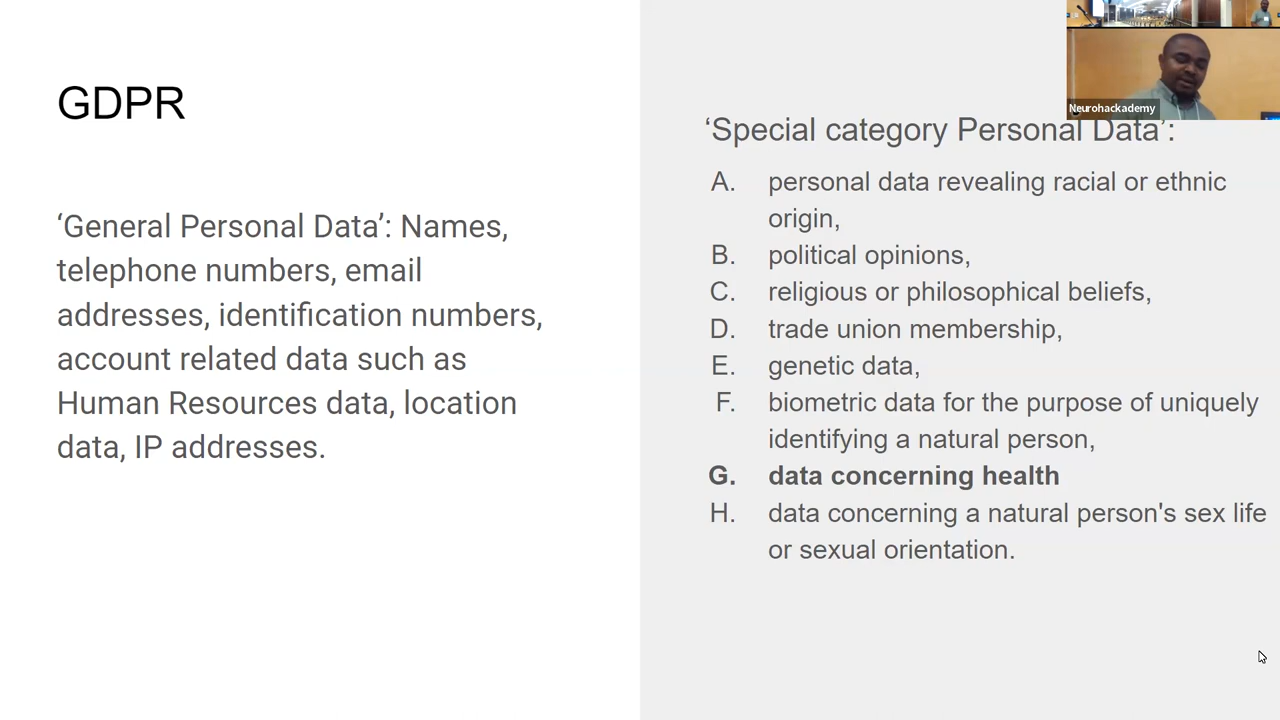 GDPR
‘General Personal Data’: Names,
telephone numbers, email
addresses, identification numbers,
account related data such as
Human Resources data, location
data, IP addresses.
‘Special category Personal Data’:
A. personal data revealing racial or ethnic
origin,
B. political opinions,
C. religious or philosophical beliefs,
D. trade union membership,
E. genetic data,
F. biometric data for the purpose of uniquely
identifying a natural person,
G. data concerning health
H. data concerning a natural person's sex life
or sexual orientation.
Neurohackademy